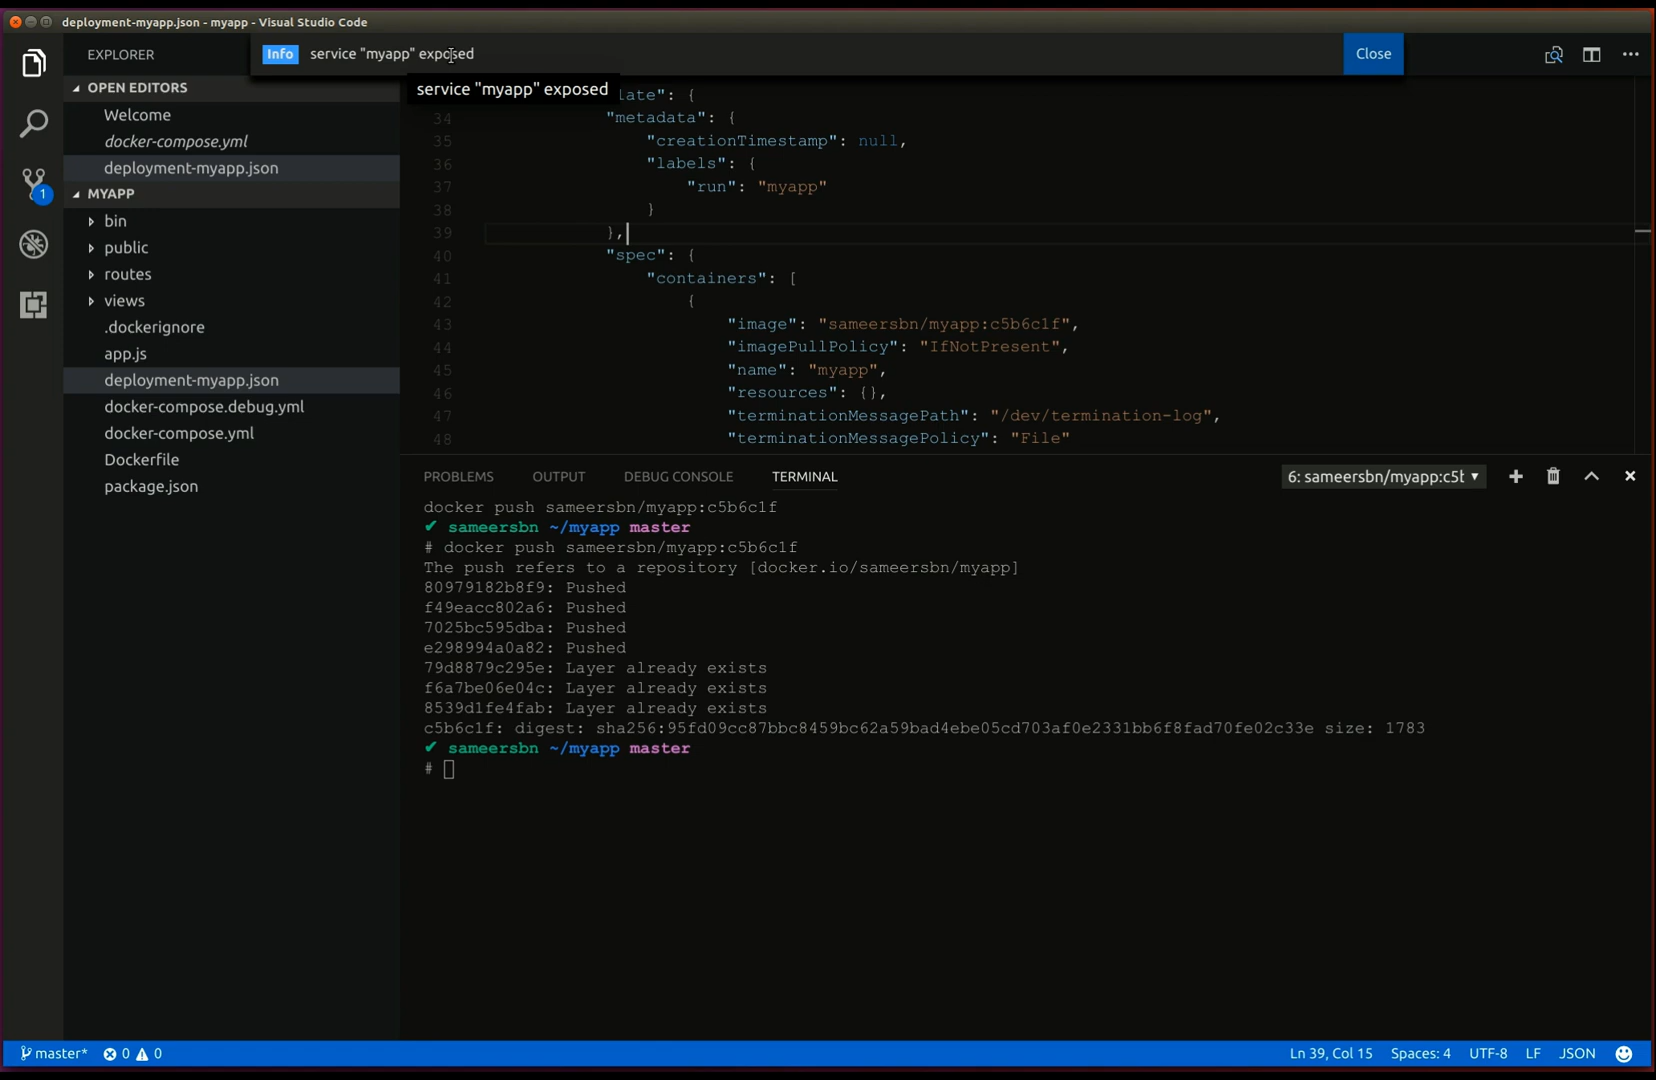 deployment-myapp.json - myapp - Visual Studio Code
EXPLORER
Info service "myapp" exposed
Close
service "myapp" exposed
OPEN EDITORS
Welcome
docker-compose.yml
deployment-myapp.json
MYAPP
bin
public
routes
views
.dockerignore
app.js
deployment-myapp.json
docker-compose.debug.yml
docker-compose.yml
Dockerfile
package.json
1
late": {
34 "metadata": {
35 "creationTimestamp": null,
36 "labels": {
37 "run": "myapp"
38 }
39 },
40 "spec": {
41 "containers": [
42 {
43 "image": "sameersbn/myapp:c5b6c1f",
44 "imagePullPolicy": "IfNotPresent",
45 "name": "myapp",
46 "resources": {},
47 "terminationMessagePath": "/dev/termination-log",
48 "terminationMessagePolicy": "File"
PROBLEMS OUTPUT DEBUG CONSOLE TERMINAL
6: sameersbn/myapp:c5b
docker push sameersbn/myapp:c5b6c1f
✔ sameersbn ~/myapp master
# docker push sameersbn/myapp:c5b6c1f
The push refers to a repository [docker.io/sameersbn/myapp]
80979182b8f9: Pushed
f49eacc802a6: Pushed
7025bc595dba: Pushed
e298994a0a82: Pushed
79d8879c295e: Layer already exists
f6a7be06e04c: Layer already exists
8539d1fe4fab: Layer already exists
c5b6c1f: digest: sha256:95fd09cc87bbc8459bc62a59bad4ebe05cd703af0e2331bb6f8fad70fe02c33e size: 1783
✔ sameersbn ~/myapp master
#
master* 0 0
Ln 39, Col 15 Spaces: 4 UTF-8 LF JSON